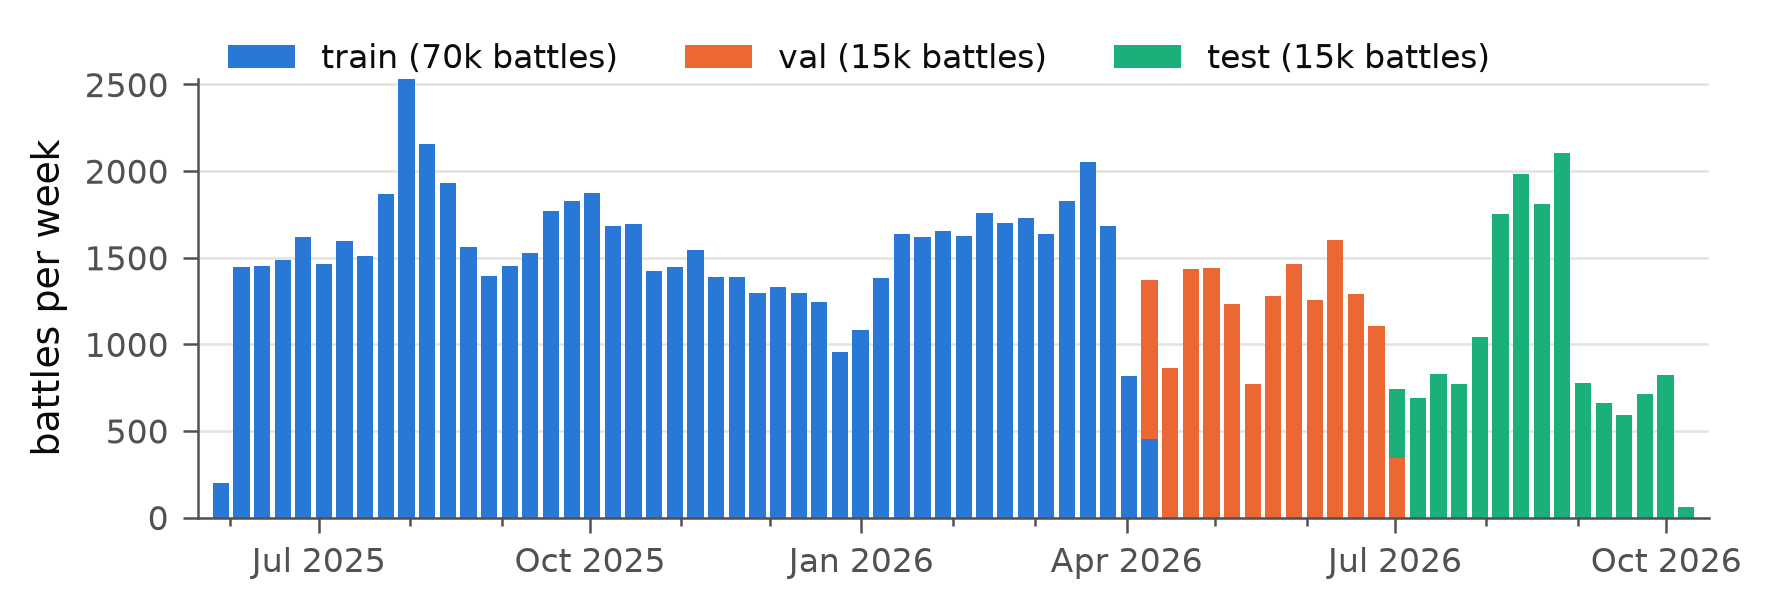 train (70k battles)
val (15k battles)
test (15k battles)
battles per week
2500
2000
1500
1000
500
0
Jul 2025
Oct 2025
Jan 2026
Apr 2026
Jul 2026
Oct 2026